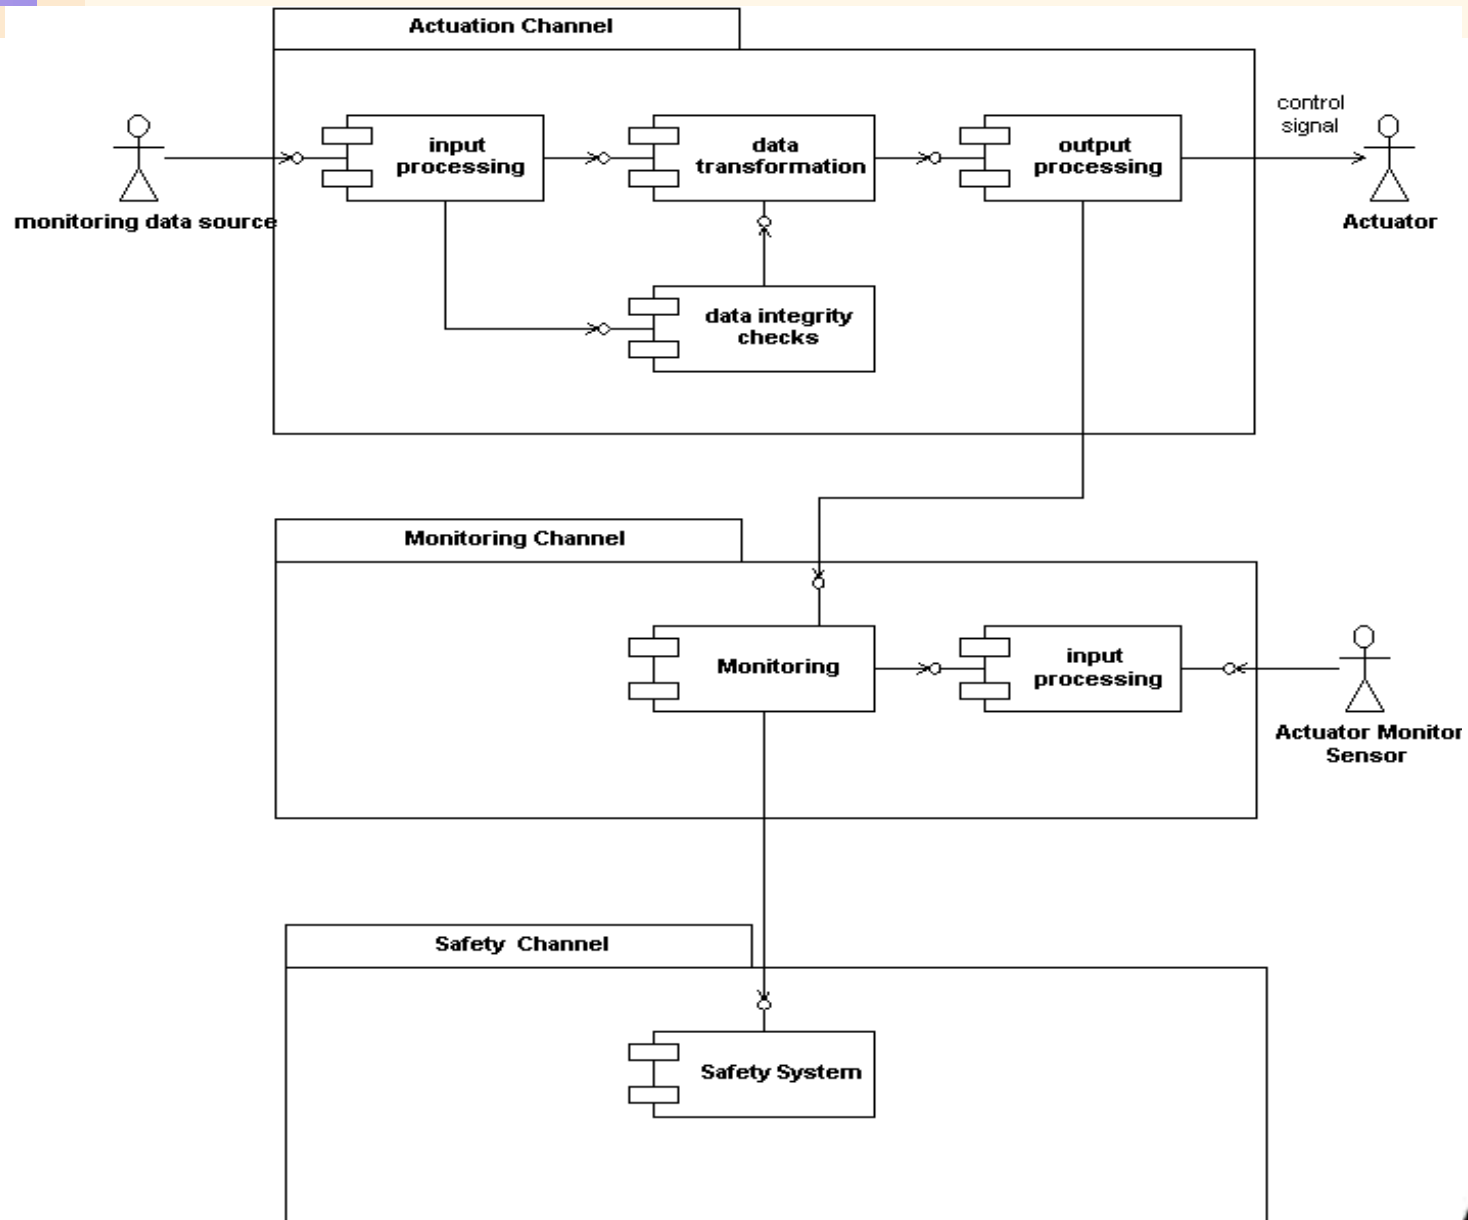 Actuation Channel
control
signal
input
processing
data
transformation
output
processing
monitoring data source
Actuator
data integrity
checks
Monitoring Channel
Monitoring
input
processing
Actuator Monitor
Sensor
Safety  Channel
Safety System